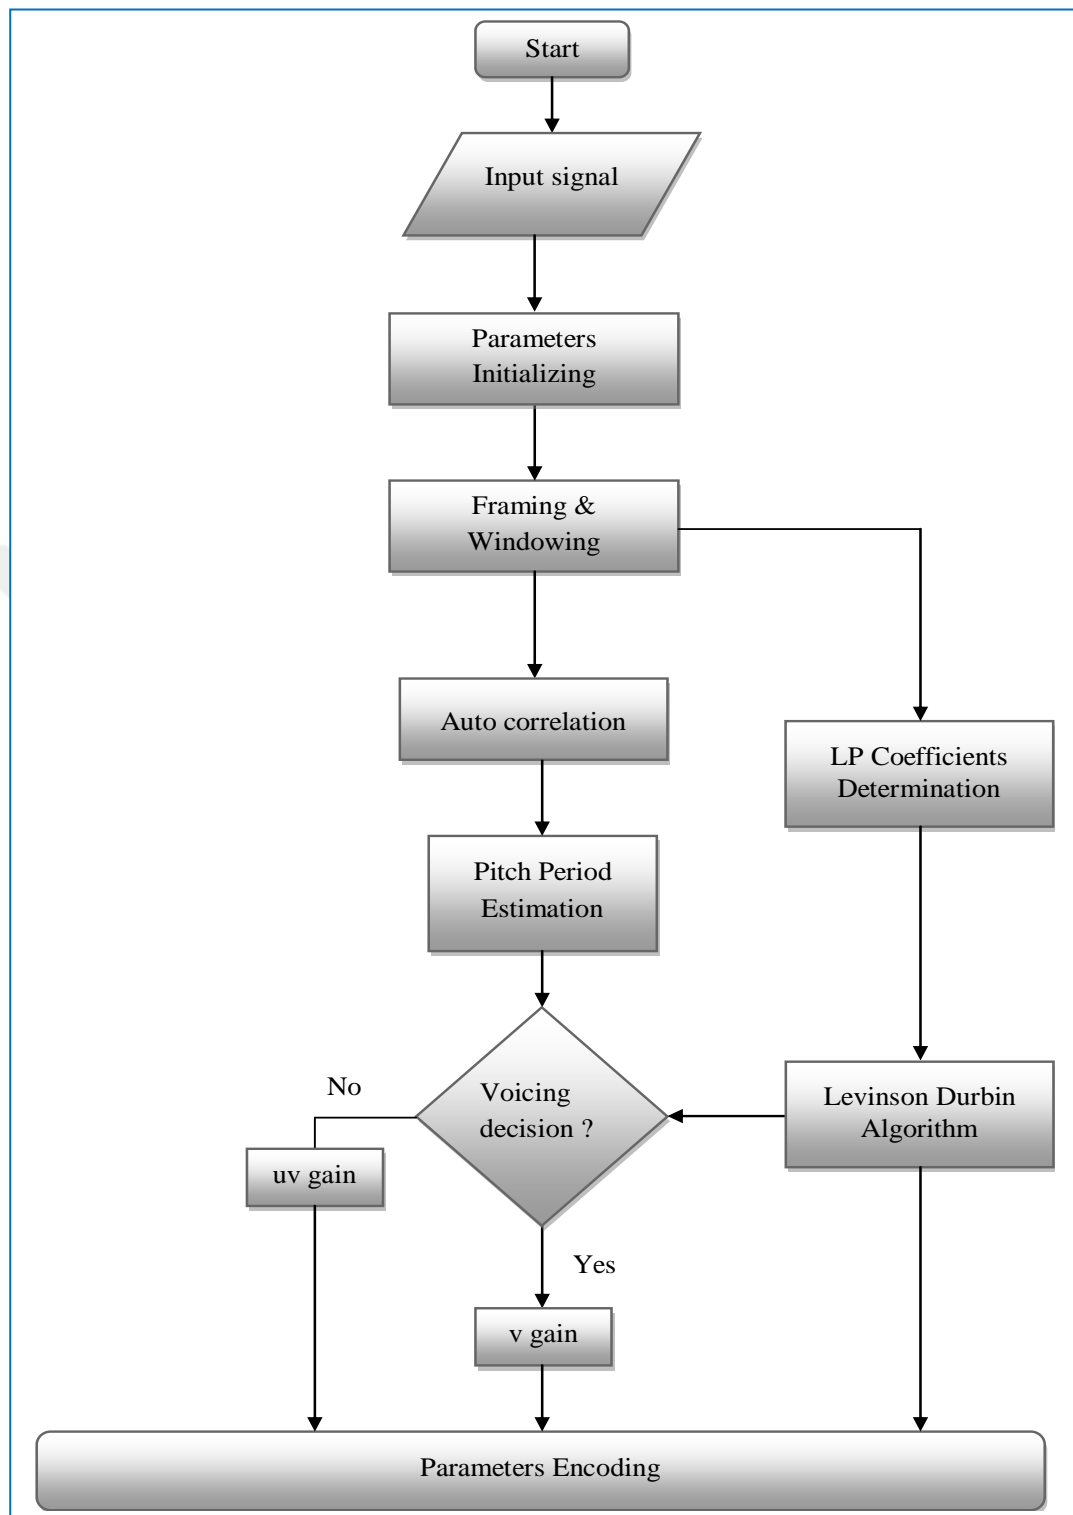 Start
Input signal
Parameters
Initializing
Framing &
Windowing
Auto correlation
LP Coefficients
Determination
Pitch Period
Estimation
No
Voicing
decision ?
Levinson Durbin
Algorithm
uv gain
Yes
v gain
Parameters Encoding